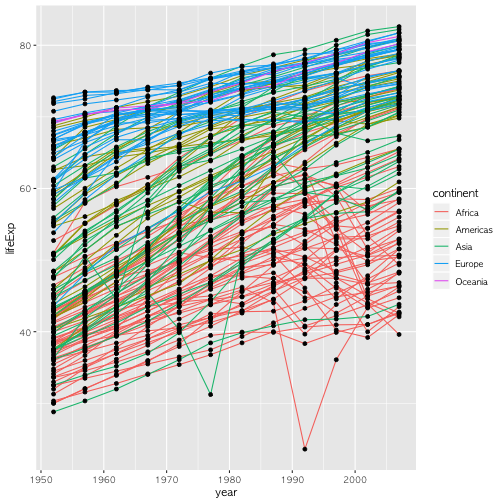 80
60
40
lifeExp
1950
1960
1970
1980
1990
2000
year
continent
Africa
Americas
Asia
Europe
Oceania